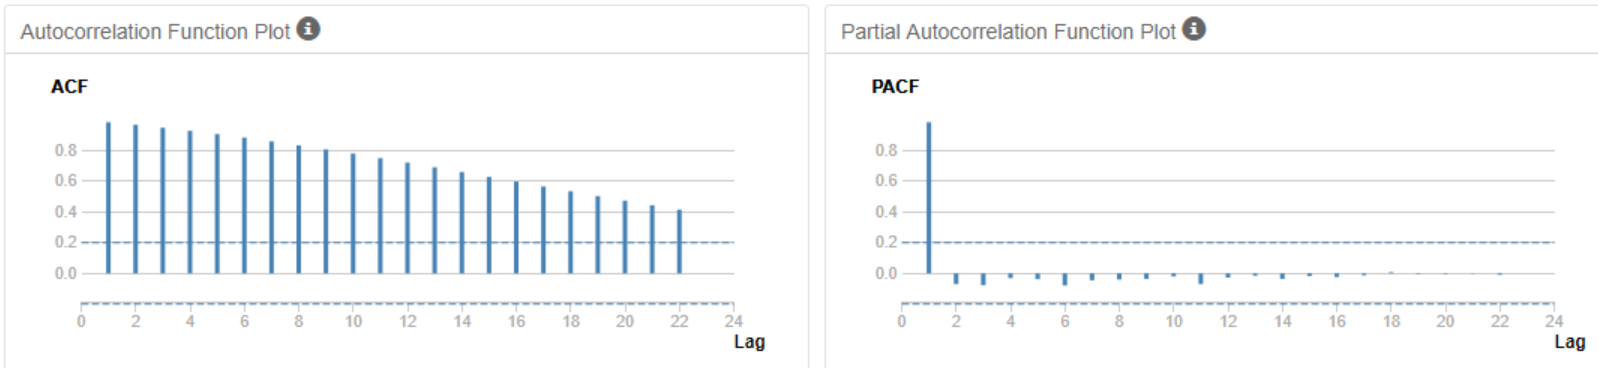 Autocorrelation Function Plot i
ACF
0.8
0.6
0.4
0.2
0.0
0 2 4 6 8 10 12 14 16 18 20 22 24
Lag
Partial Autocorrelation Function Plot i
PACF
0.8
0.6
0.4
0.2
0.0
0 2 4 6 8 10 12 14 16 18 20 22 24
Lag